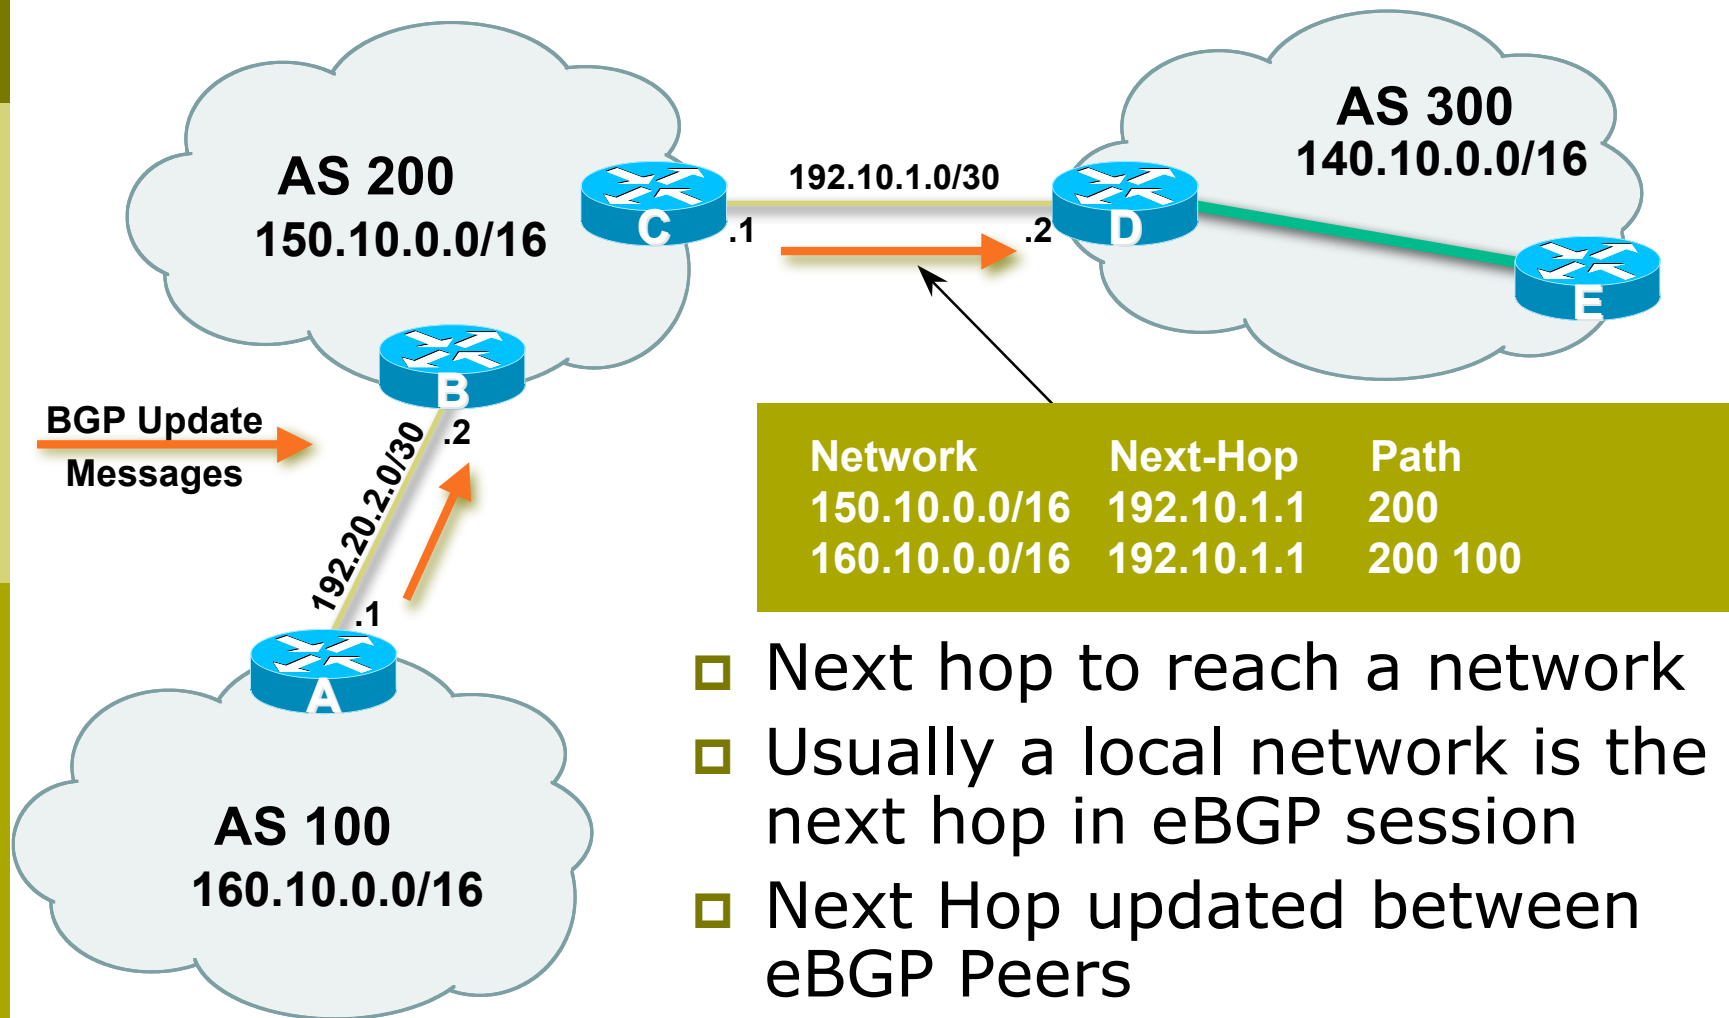 AS 200
150.10.0.0/16
C
.1
192.10.1.0/30
.2
D
AS 300
140.10.0.0/16
E
B
.2
BGP Update
Messages
192.20.2.0/30
.1
A
AS 100
160.10.0.0/16
Network Next-Hop Path
150.10.0.0/16 192.10.1.1 200
160.10.0.0/16 192.10.1.1 200 100
Next hop to reach a network
Usually a local network is the
next hop in eBGP session
Next Hop updated between
eBGP Peers